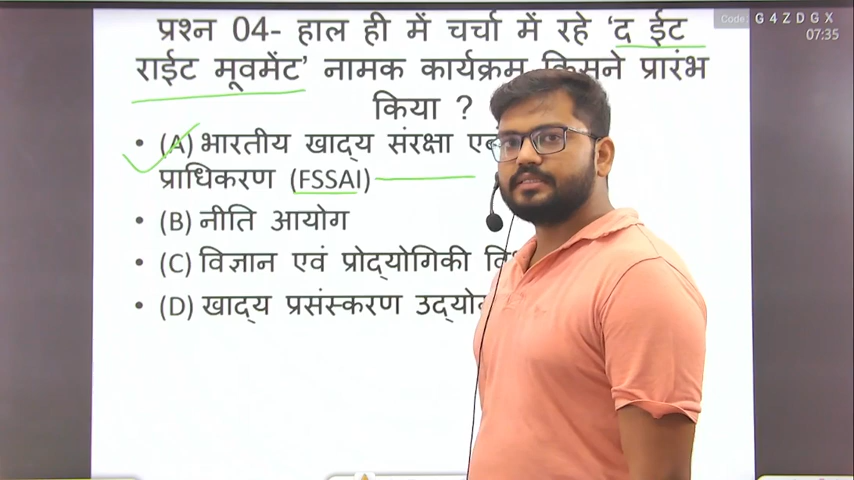 Code: G4ZDGX
07:35
प्रश्न 04- हाल ही में चर्चा में रहे ‘द ईट
राईट मूवमेंट’ नामक कार्यक्रम किसने प्रारंभ
किया ?
• (A) भारतीय खाद्य संरक्षा
प्राधिकरण (FSSAI)
• (B) नीति आयोग
• (C) विज्ञान एवं प्रोद्योगिकी
• (D) खाद्य प्रसंस्करण